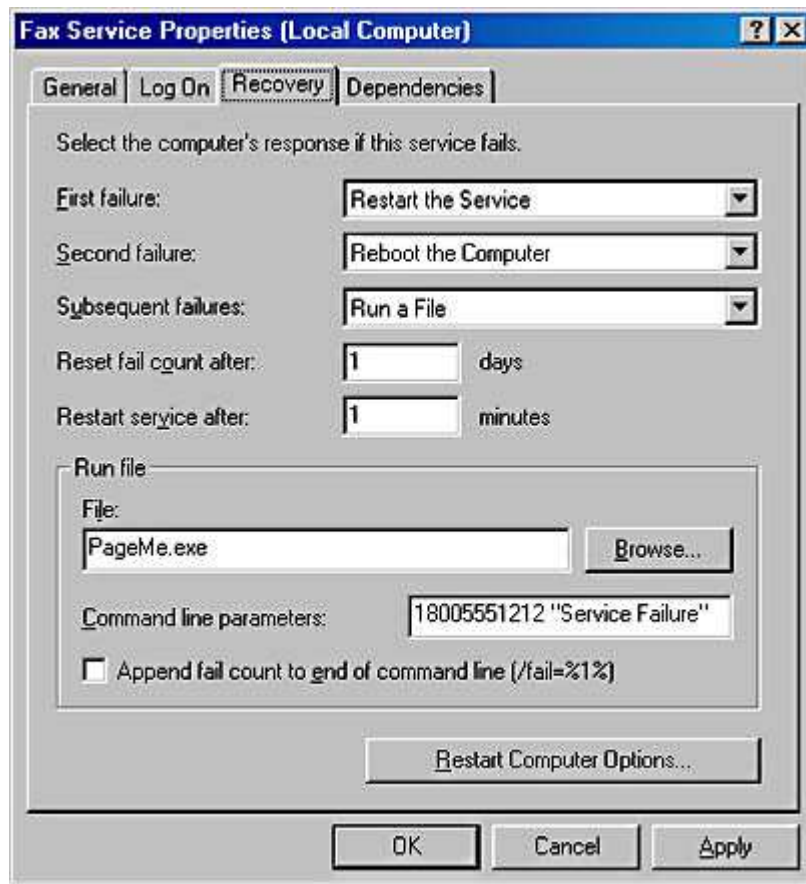 Fax Service Properties (Local Computer)
General Log On Recovery Dependencies
Select the computer's response if this service fails.
First failure: Restart the Service
Second failure: Reboot the Computer
Subsequent failures: Run a File
Reset fail count after: 1 days
Restart service after: 1 minutes
Run file
File:
PageMe.exe Browse...
Command line parameters: 18005551212 "Service Failure"
Append fail count to end of command line (/fail=%1%)
Restart Computer Options...
OK Cancel Apply